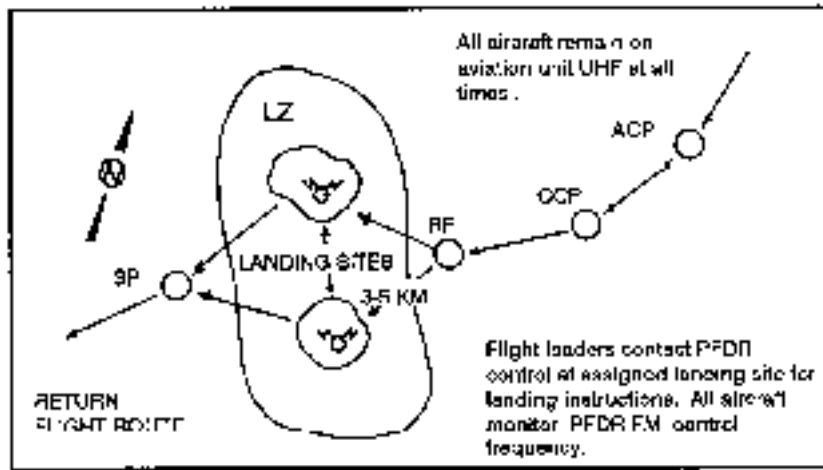 All aircraft remain on
aviation unit UHF at all
times.
LZ
ACP
CCP
RP
LANDING SITES
SP
3-5 KM
RETURN
FLIGHT ROUTE
Flight leaders contact
control at assigned landing site for
landing instructions. All aircraft
monitor FM control
frequency.